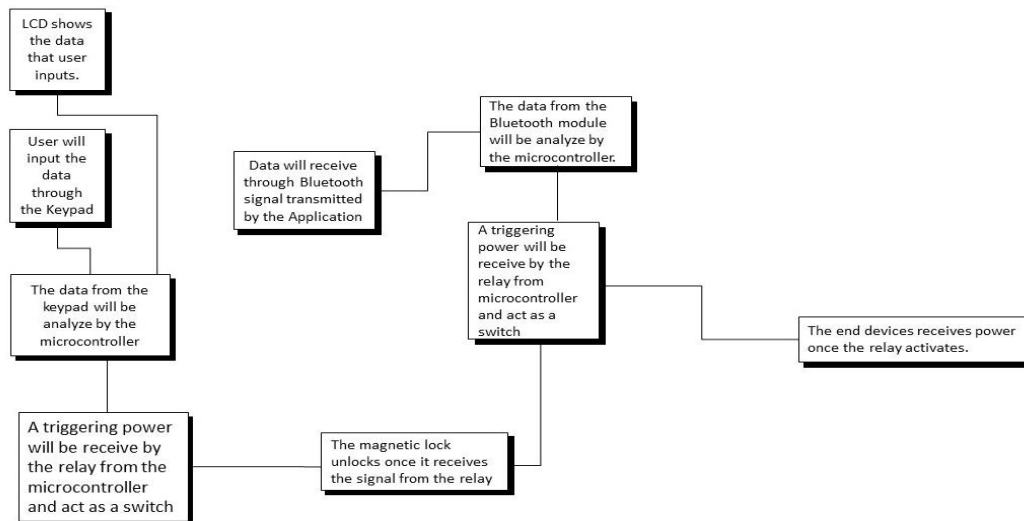 LCD shows
the data
that user
inputs.
User will
input the
data
through
the Keypad
The data from the
keypad will be
analyze by the
microcontroller
A triggering power
will be receive by
the relay from the
microcontroller
and act as a switch
The magnetic lock
unlocks once it receives
the signal from the relay
Data will receive
through Bluetooth
signal transmitted
by the Application
The data from the
Bluetooth module
will be analyze by
the microcontroller.
A triggering
power will be
receive by the
relay from
microcontroller
and act as a
switch
The end devices receives power
once the relay activates.